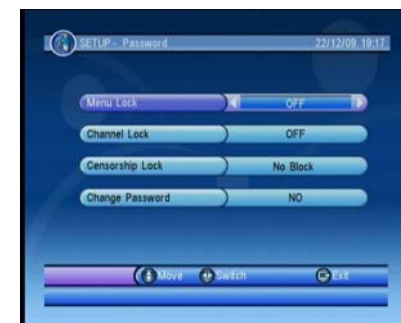 SETUP - Password 22/12/09 19:17
Menu Lock OFF
Channel Lock OFF
Censorship Lock No Block
Change Password NO
Move Switch Exit